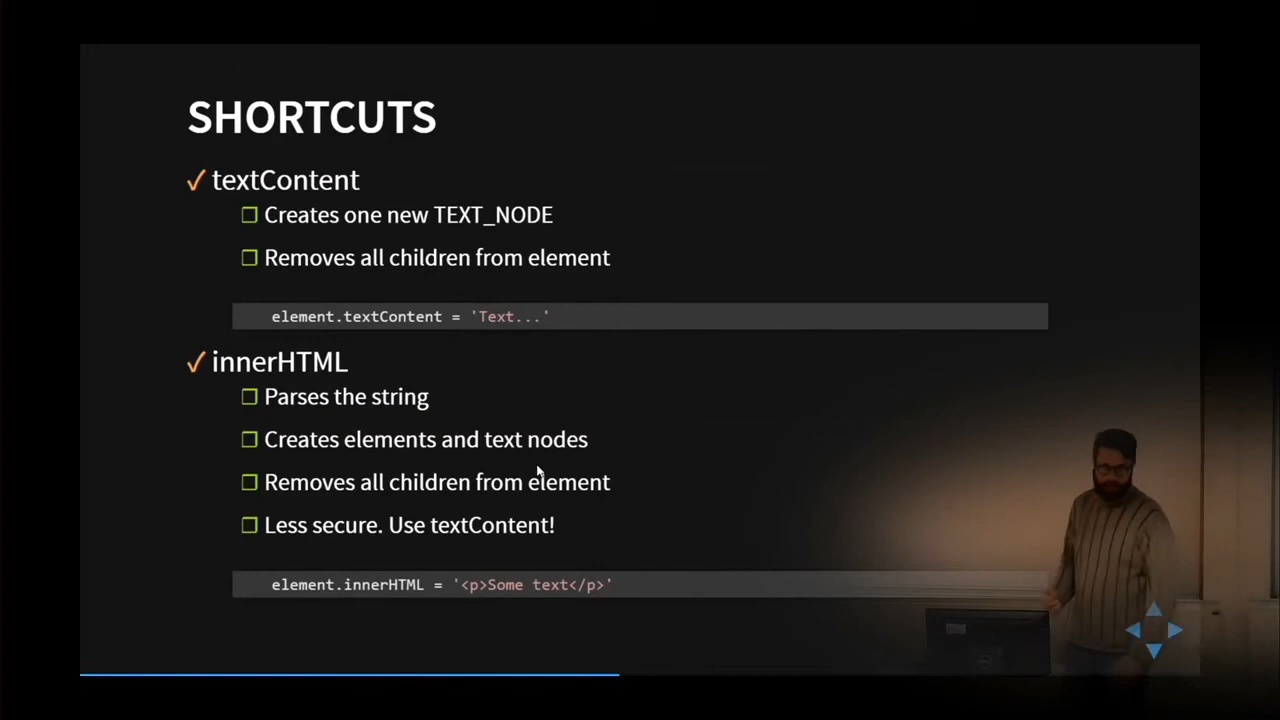 SHORTCUTS
✓ textContent
❐ Creates one new TEXT_NODE
❐ Removes all children from element
element.textContent = 'Text...'
✓ innerHTML
❐ Parses the string
❐ Creates elements and text nodes
❐ Removes all children from element
❐ Less secure. Use textContent!
element.innerHTML = '<p>Some text</p>'